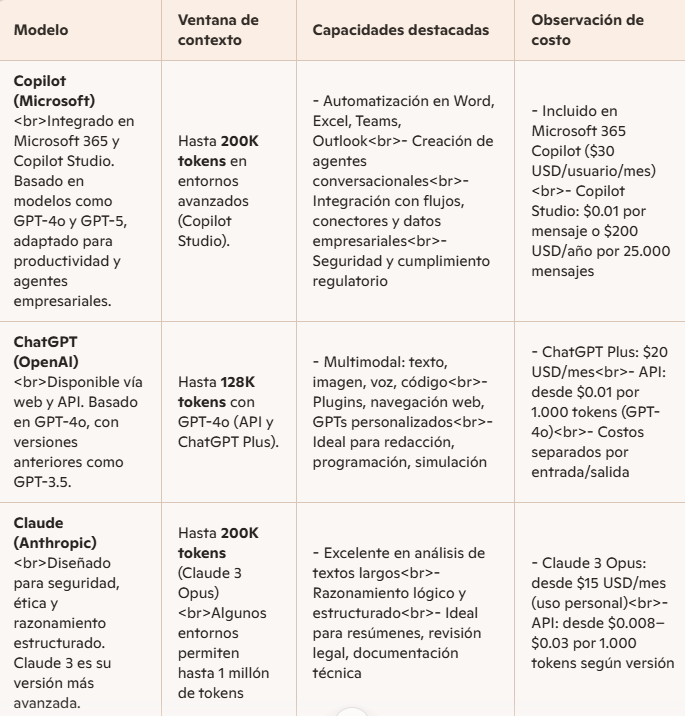 Modelo
Ventana de
contexto
Capacidades destacadas
Observación de
costo
Copilot
(Microsoft)
<br>Integrado en
Microsoft 365 y
Copilot Studio.
Basado en
modelos como
GPT-4o y GPT-5,
adaptado para
productividad y
agentes
empresariales.
Hasta 200K
tokens en
entornos
avanzados
(Copilot
Studio).
- Automatización en Word,
Excel, Teams,
Outlook<br>- Creación de
agentes
conversacionales<br>-
Integración con flujos,
conectores y datos
empresariales<br>-
Seguridad y cumplimiento
regulatorio
- Incluido en
Microsoft 365
Copilot ($30
USD/usuario/mes)
<br>- Copilot
Studio: $0.01 por
mensaje o $200
USD/año por 25.000
mensajes
ChatGPT
(OpenAI)
<br>Disponible vía
web y API. Basado
en GPT-4o, con
versiones
anteriores como
GPT-3.5.
Hasta 128K
tokens con
GPT-4o (API y
ChatGPT Plus).
- Multimodal: texto,
imagen, voz, código<br>-
Plugins, navegación web,
GPTs personalizados<br>-
Ideal para redacción,
programación, simulación
- ChatGPT Plus: $20
USD/mes<br>- API:
desde $0.01 por
1.000 tokens (GPT-
4o)<br>- Costos
separados por
entrada/salida
Claude
(Anthropic)
<br>Diseñado
para seguridad,
ética y
razonamiento
estructurado.
Claude 3 es su
versión más
avanzada.
Hasta 200K
tokens
(Claude 3
Opus)
<br>Algunos
entornos
permiten
hasta 1 millón
de tokens
- Excelente en análisis de
textos largos<br>-
Razonamiento lógico y
estructurado<br>- Ideal
para resúmenes, revisión
legal, documentación
técnica
- Claude 3 Opus:
desde $15 USD/mes
(uso personal)<br>-
API: desde $0.008–
$0.03 por 1.000
tokens según versión